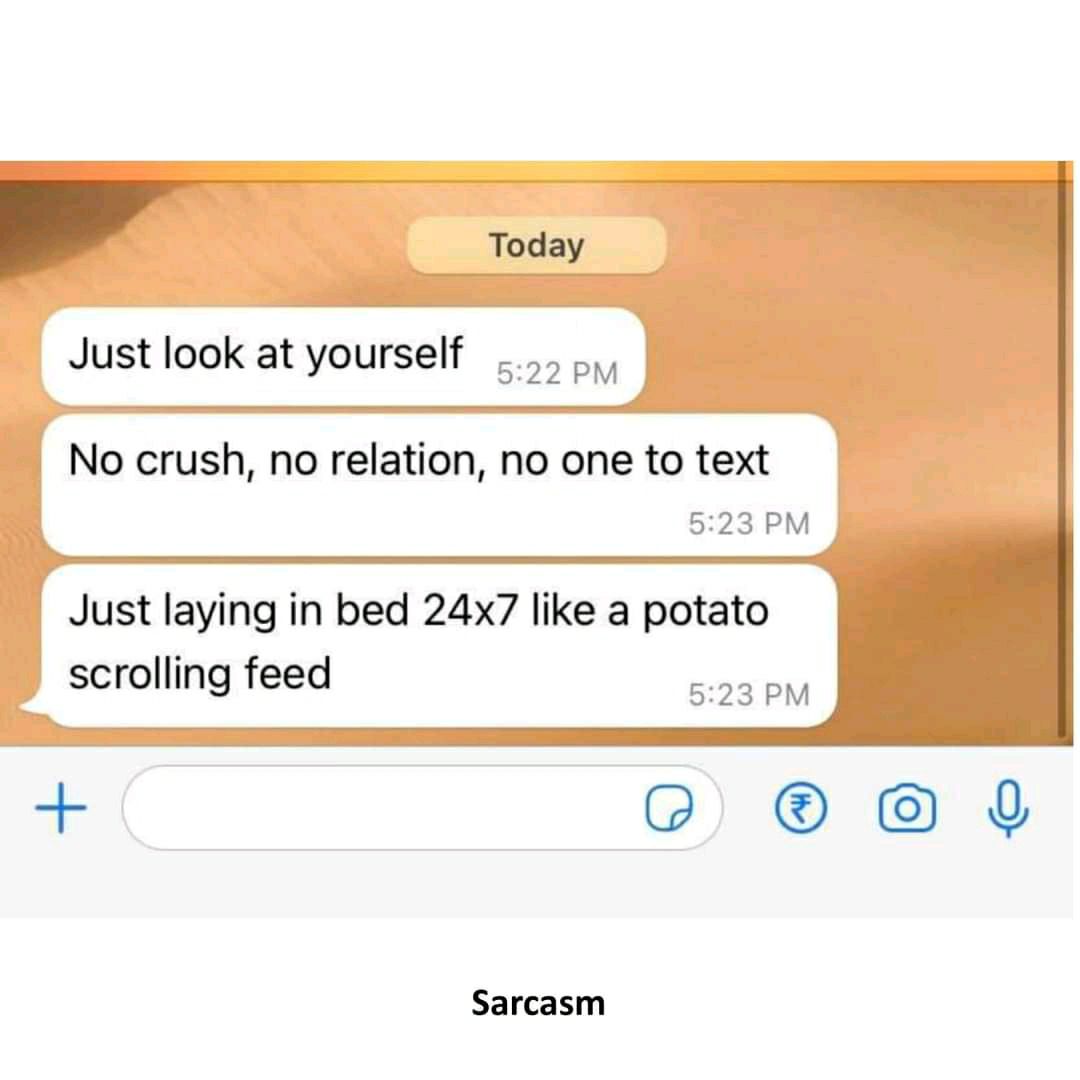 Today
Just look at yourself
5:22 PM
No crush, no relation, no one to text
5:23 PM
Just laying in bed 24x7 like a potato
scrolling feed
5:23 PM
₹
Sarcasm